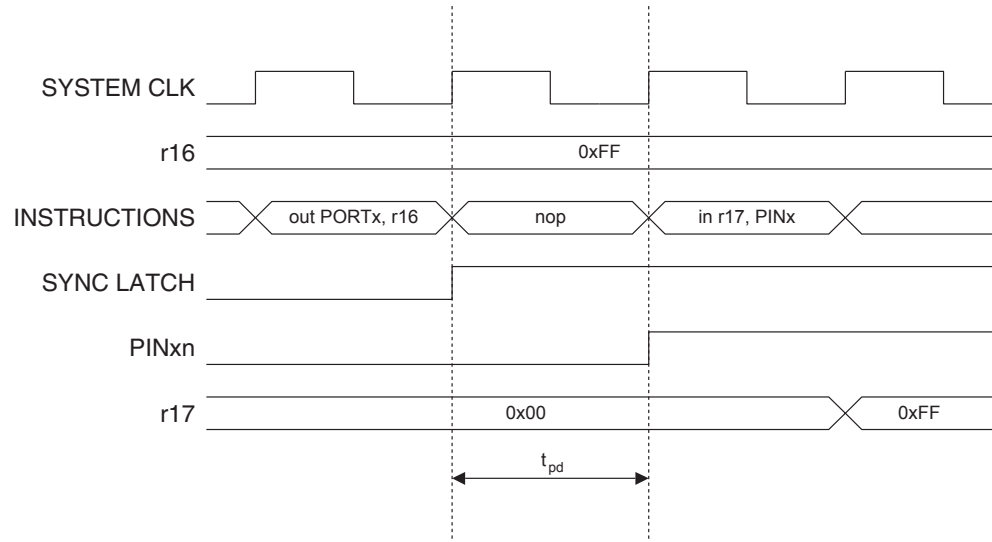 SYSTEM CLK
r16
0xFF
INSTRUCTIONS
out PORTx, r16
nop
in r17, PINx
SYNC LATCH
PINxn
r17
0x00
0xFF
tpd